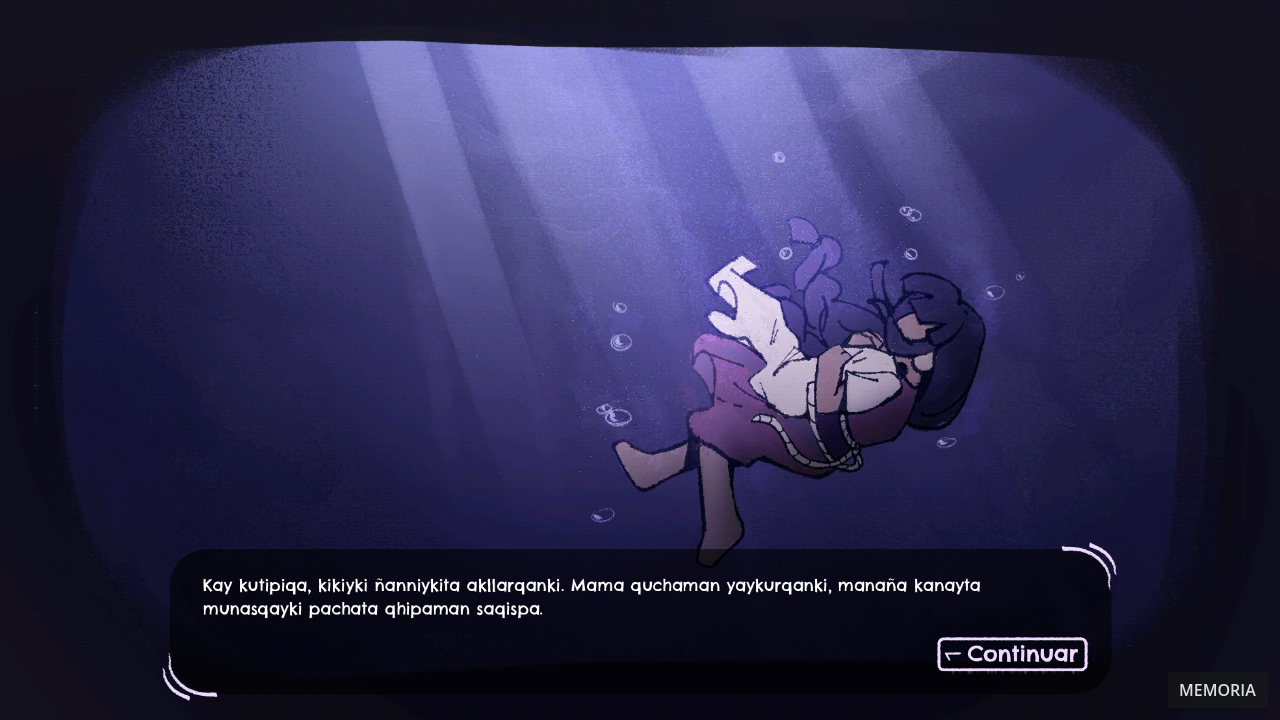 Kay kutipiqa, kikiyki ñanniykita akllarqanki. Mama quchaman yaykurqanki, manaña kanayta
munasqayki pachata qhipaman saqispa.
Continuar
MEMORIA